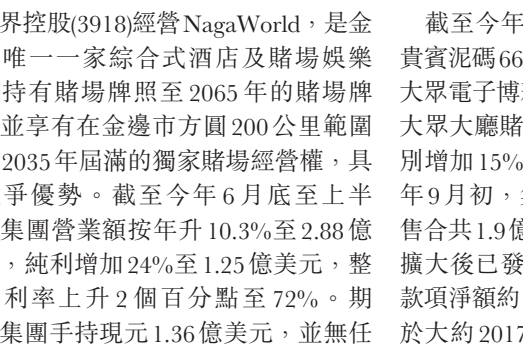 界控股(3918)經營NagaWorld，是金
唯一一家綜合式酒店及賭場娛樂
持有賭場牌照至2065年的賭場牌
並享有在金邊市方圓200公里範圍
2035年屆滿的獨家賭場經營權，具
爭優勢。截至今年6月底至上半
集團營業額按年升10.3%至2.88億
，純利增加24%至1.25億美元，整
利率上升2個百分點至72%。期
集團手持現元1.36億美元，並無任
截至今年
貴賓泥碼66
大眾電子博
大眾大廳賭
別增加15%
年9月初，
售合共1.9億
擴大後已發
款項淨額約
於大約2017